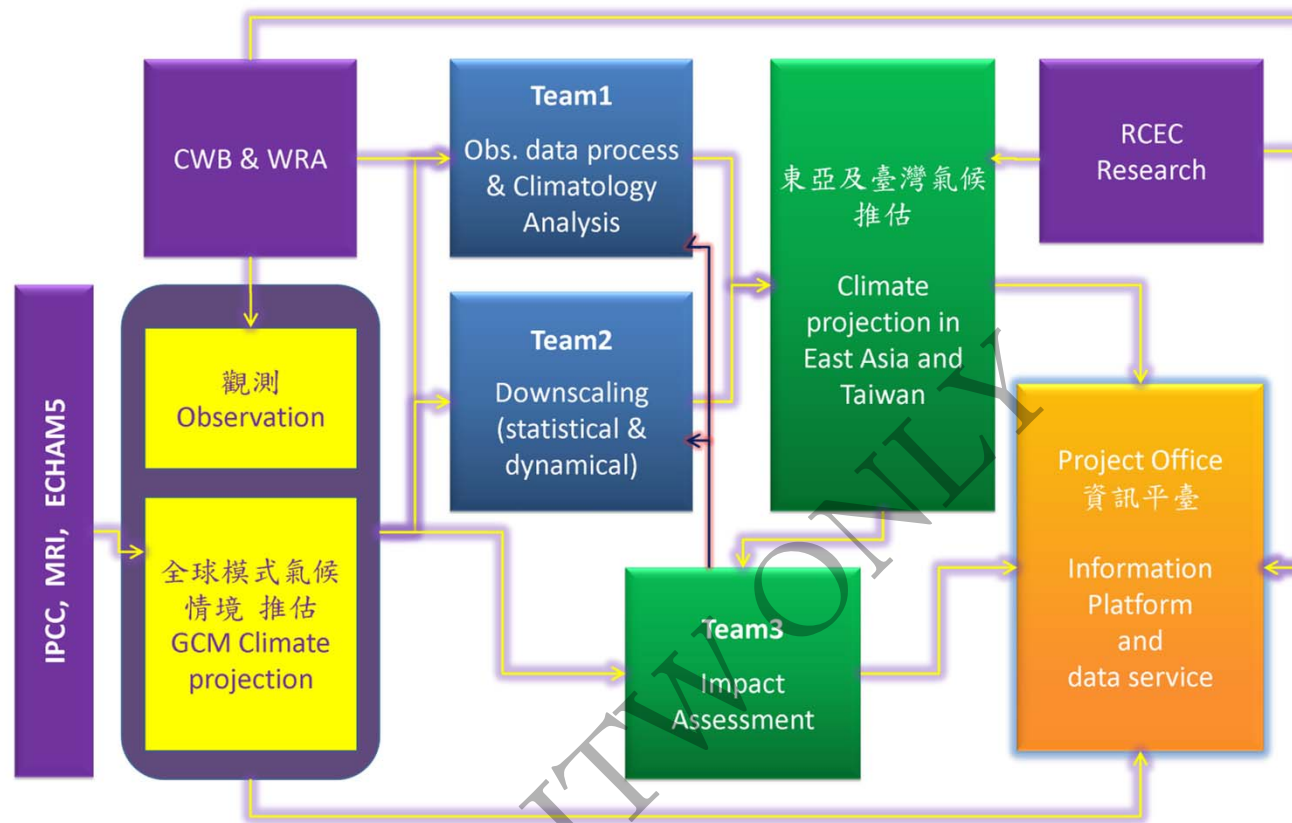 CWB & WRA
Team1
Obs. data process
& Climatology
Analysis
東亞及臺灣氣候
推估
Climate
projection in
East Asia and
Taiwan
RCEC
Research
IPCC, MRI, ECHAM5
觀測
Observation
全球模式氣候
情境 推估
GCM Climate
projection
Team2
Downscaling
(statistical &
dynamical)
Team3
Impact
Assessment
Project Office
資訊平臺
Information
Platform
and
data service
ITW ONLY